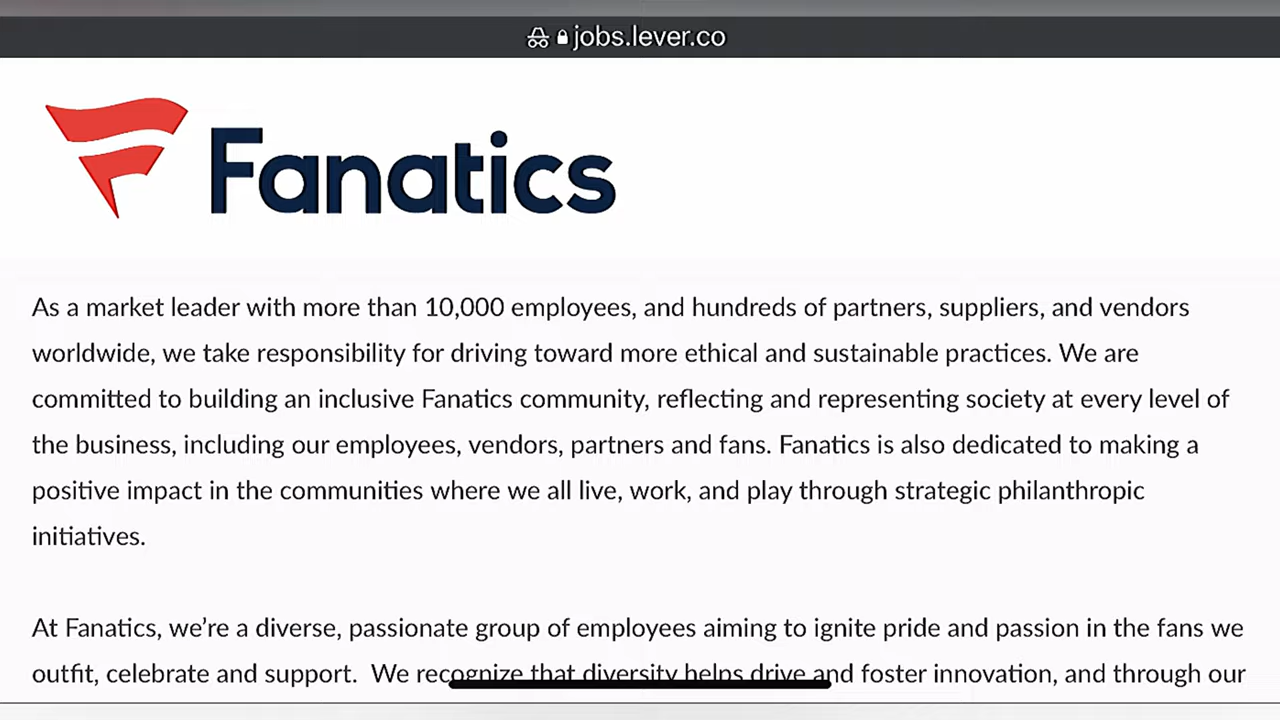 jobs.lever.co
Fanatics
As a market leader with more than 10,000 employees, and hundreds of partners, suppliers, and vendors
worldwide, we take responsibility for driving toward more ethical and sustainable practices. We are
committed to building an inclusive Fanatics community, reflecting and representing society at every level of
the business, including our employees, vendors, partners and fans. Fanatics is also dedicated to making a
positive impact in the communities where we all live, work, and play through strategic philanthropic
initiatives.
At Fanatics, we’re a diverse, passionate group of employees aiming to ignite pride and passion in the fans we
outfit, celebrate and support.  We recognize that diversity helps drive and foster innovation, and through our